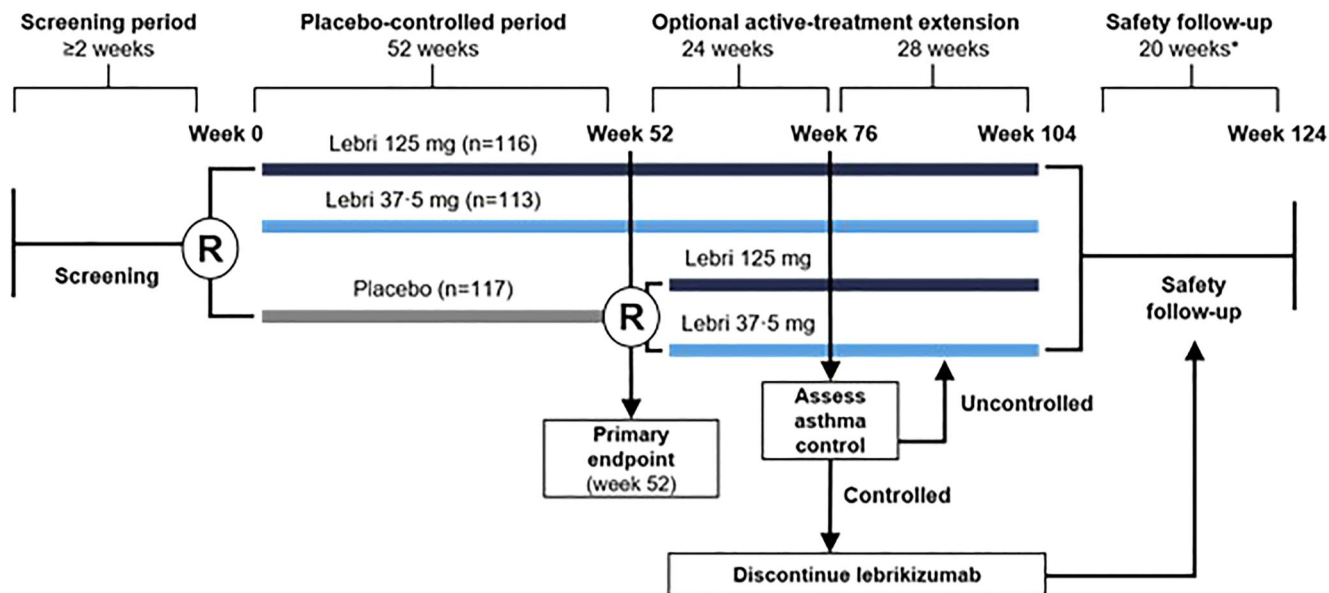 Screening period
≥2 weeks
Placebo-controlled period
52 weeks
Optional active-treatment extension
24 weeks
28 weeks
Safety follow-up
20 weeks*
Week 0
Week 52
Week 76
Week 104
Week 124
Lebri 125 mg (n=116)
Lebri 37·5 mg (n=113)
R
Screening
Placebo (n=117)
R
Lebri 125 mg
Lebri 37·5 mg
Safety
follow-up
Primary
endpoint
(week 52)
Assess
asthma
control
Uncontrolled
Controlled
Discontinue lebrikizumab